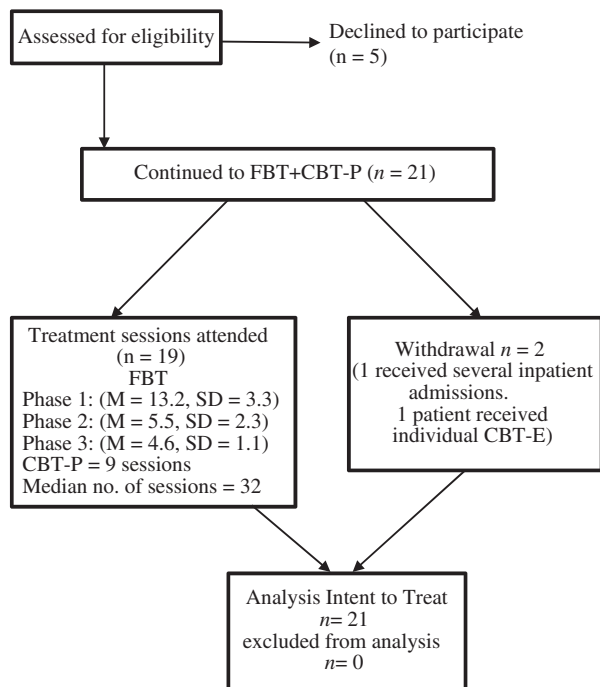 Assessed for eligibility
Declined to participate
(n = 5)
Continued to FBT+CBT-P (n = 21)
Treatment sessions attended
(n = 19)
FBT
Phase 1: (M = 13.2, SD = 3.3)
Phase 2: (M = 5.5, SD = 2.3)
Phase 3: (M = 4.6, SD = 1.1)
CBT-P = 9 sessions
Median no. of sessions = 32
Withdrawal n = 2
(1 received several inpatient
admissions.
1 patient received
individual CBT-E)
Analysis Intent to Treat
n= 21
excluded from analysis
n= 0